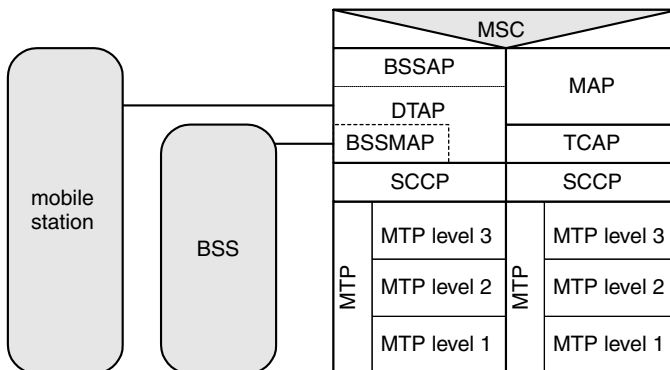 MSC
BSSAP
MAP
DTAP
BSSMAP
TCAP
mobile
station
BSS
SCCP
SCCP
MTP
MTP level 3
MTP level 2
MTP level 1
MTP
MTP level 3
MTP level 2
MTP level 1